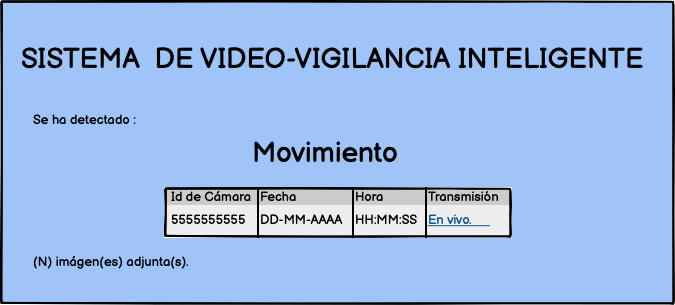 SISTEMA DE VIDEO-VIGILANCIA INTELIGENTE
Se ha detectado :
Movimiento
Id de Cámara Fecha Hora Transmisión
5555555555 DD-MM-AAAA HH:MM:SS En vivo.
(N) imágen(es) adjunta(s).